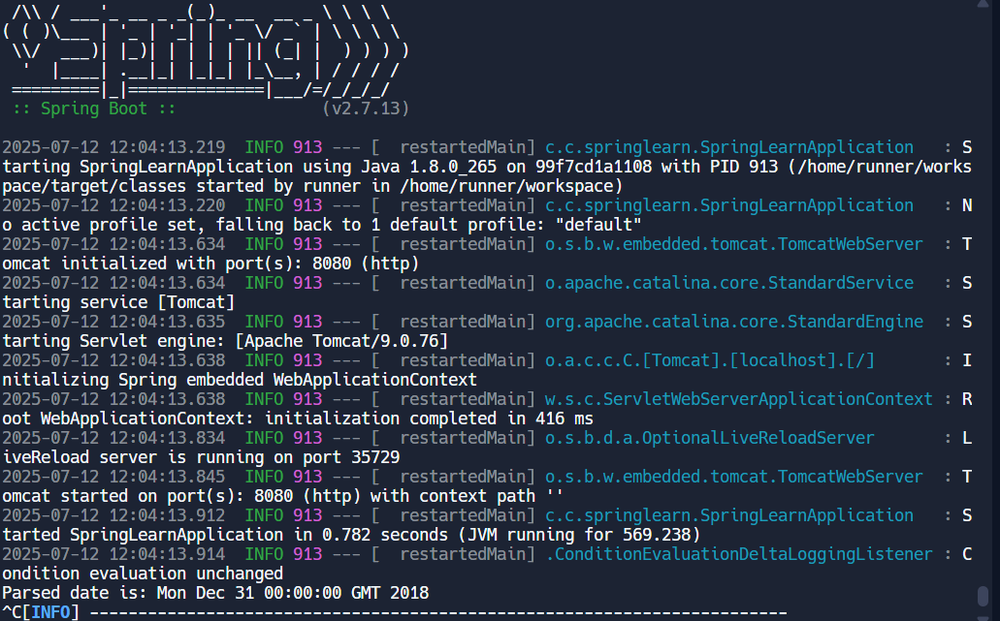 /\\ / ___'_ __ _ _(_)_ __  __ _ \ \ \ \
( ( )\___ | '_ | '_| | '_ \/ _` | \ \ \ \
 \\/  ___)| |_)| | | | | || (_| |  ) ) ) )
  '  |____| .__|_| |_|_| |_\__, | / / / /
 =========|_|==============|___/=/_/_/_/
 :: Spring Boot ::               (v2.7.13)
2025-07-12 12:04:13.219  INFO 913 --- [  restartedMain] c.c.springlearn.SpringLearnApplication   : S
tarting SpringLearnApplication using Java 1.8.0_265 on 99f7cd1a1108 with PID 913 (/home/runner/works
pace/target/classes started by runner in /home/runner/workspace)
2025-07-12 12:04:13.220  INFO 913 --- [  restartedMain] c.c.springlearn.SpringLearnApplication   : N
o active profile set, falling back to 1 default profile: "default"
2025-07-12 12:04:13.634  INFO 913 --- [  restartedMain] o.s.b.w.embedded.tomcat.TomcatWebServer  : T
omcat initialized with port(s): 8080 (http)
2025-07-12 12:04:13.634  INFO 913 --- [  restartedMain] o.apache.catalina.core.StandardService   : S
tarting service [Tomcat]
2025-07-12 12:04:13.635  INFO 913 --- [  restartedMain] org.apache.catalina.core.StandardEngine  : S
tarting Servlet engine: [Apache Tomcat/9.0.76]
2025-07-12 12:04:13.638  INFO 913 --- [  restartedMain] o.a.c.c.C.[Tomcat].[localhost].[/]       : I
nitializing Spring embedded WebApplicationContext
2025-07-12 12:04:13.638  INFO 913 --- [  restartedMain] w.s.c.ServletWebServerApplicationContext : R
oot WebApplicationContext: initialization completed in 416 ms
2025-07-12 12:04:13.834  INFO 913 --- [  restartedMain] o.s.b.d.a.OptionalLiveReloadServer       : L
iveReload server is running on port 35729
2025-07-12 12:04:13.845  INFO 913 --- [  restartedMain] o.s.b.w.embedded.tomcat.TomcatWebServer  : T
omcat started on port(s): 8080 (http) with context path ''
2025-07-12 12:04:13.912  INFO 913 --- [  restartedMain] c.c.springlearn.SpringLearnApplication   : S
tarted SpringLearnApplication in 0.782 seconds (JVM running for 569.238)
2025-07-12 12:04:13.914  INFO 913 --- [  restartedMain] .ConditionEvaluationDeltaLoggingListener : C
ondition evaluation unchanged
Parsed date is: Mon Dec 31 00:00:00 GMT 2018
^C[INFO] ------------------------------------------------------------------------